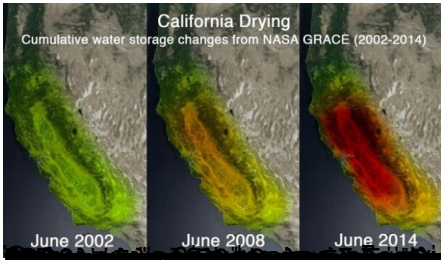 California Drying
Cumulative water storage changes from NASA GRACE (2002-2014)
June 2002
June 2008
June 2014